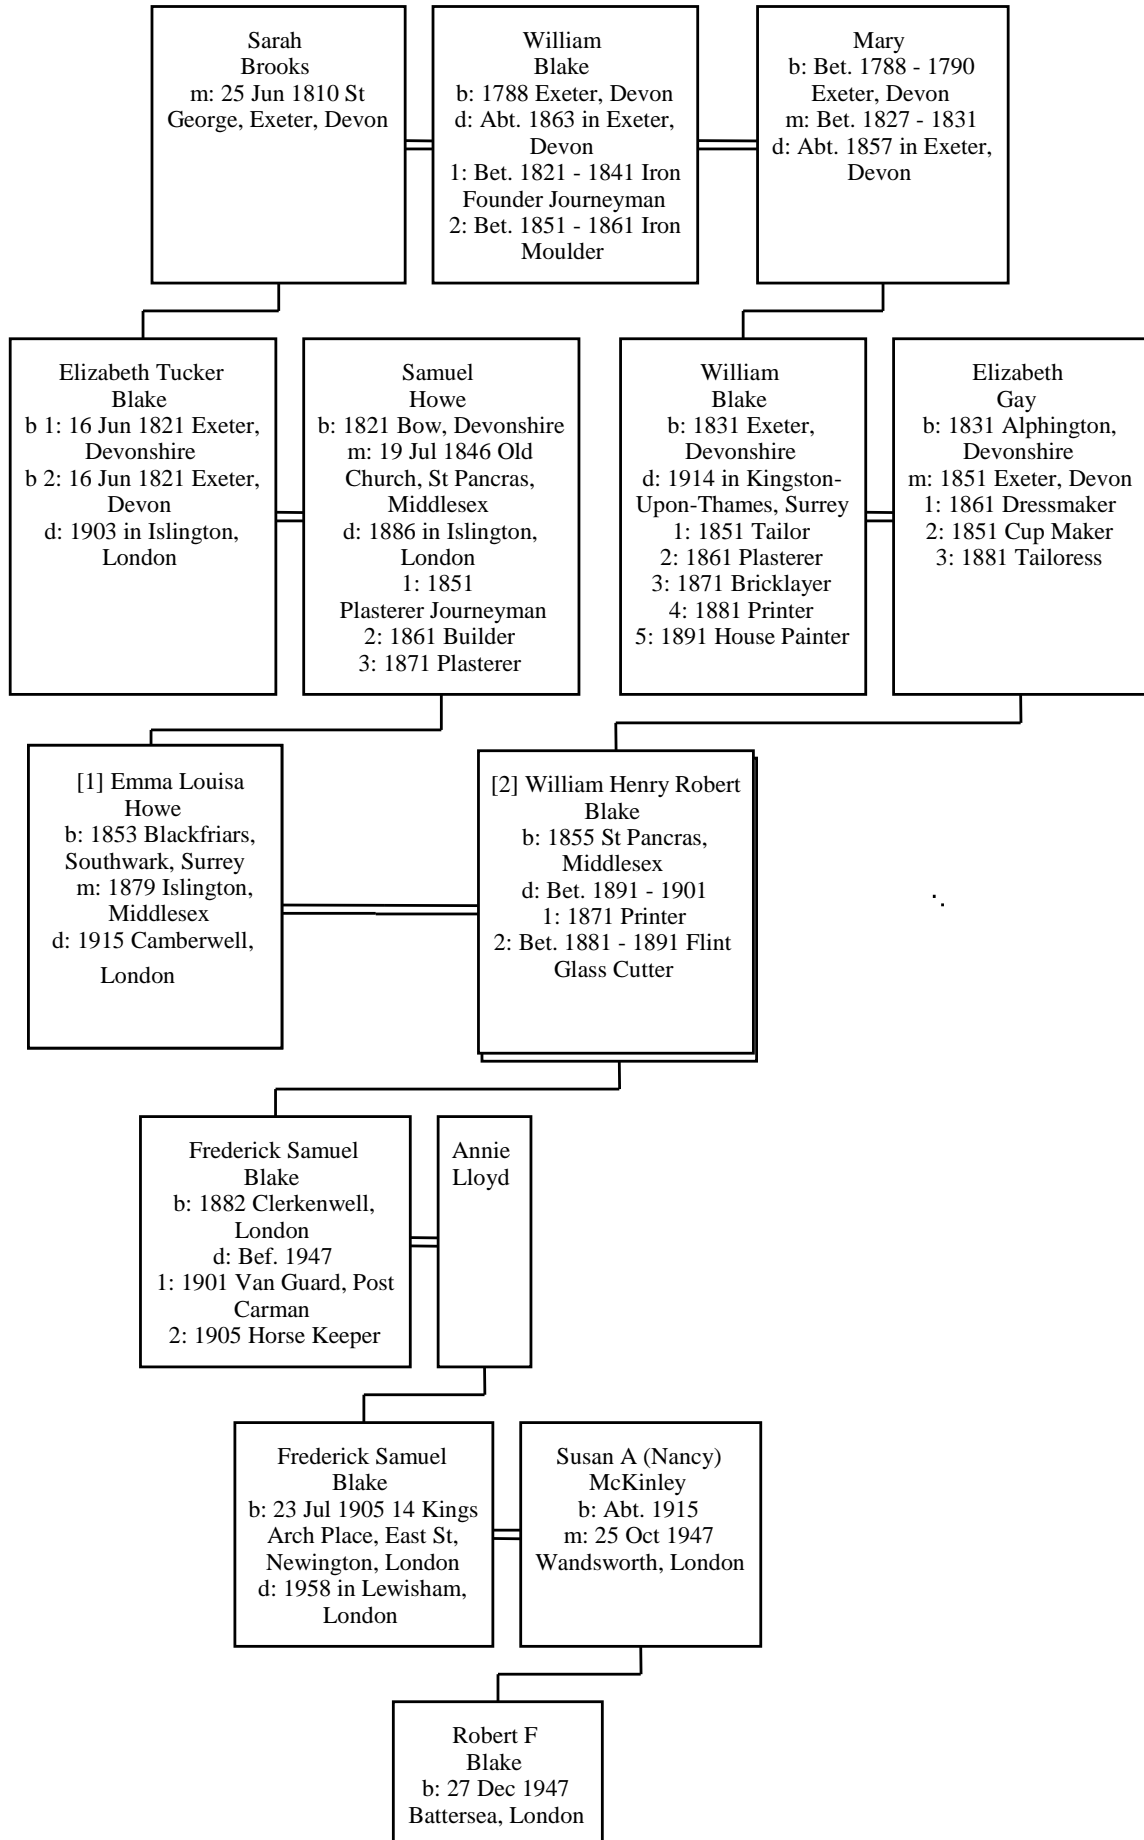 Sarah
Brooks
m: 25 Jun 1810 St
George, Exeter, Devon
William
Blake
b: 1788 Exeter, Devon
d: Abt. 1863 in Exeter,
Devon
1: Bet. 1821 - 1841 Iron
Founder Journeyman
2: Bet. 1851 - 1861 Iron
Moulder
Mary
b: Bet. 1788 - 1790
Exeter, Devon
m: Bet. 1827 - 1831
d: Abt. 1857 in Exeter,
Devon
Elizabeth Tucker
Blake
b 1: 16 Jun 1821 Exeter,
Devonshire
b 2: 16 Jun 1821 Exeter,
Devon
d: 1903 in Islington,
London
Samuel
Howe
b: 1821 Bow, Devonshire
m: 19 Jul 1846 Old
Church, St Pancras,
Middlesex
d: 1886 in Islington,
London
1: 1851
Plasterer Journeyman
2: 1861 Builder
3: 1871 Plasterer
William
Blake
b: 1831 Exeter,
Devonshire
d: 1914 in Kingston-
Upon-Thames, Surrey
1: 1851 Tailor
2: 1861 Plasterer
3: 1871 Bricklayer
4: 1881 Printer
5: 1891 House Painter
Elizabeth
Gay
b: 1831 Alphington,
Devonshire
m: 1851 Exeter, Devon
1: 1861 Dressmaker
2: 1851 Cup Maker
3: 1881 Tailoress
[1] Emma Louisa
Howe
b: 1853 Blackfriars,
Southwark, Surrey
m: 1879 Islington,
Middlesex
d: 1915 Camberwell,
London
[2] William Henry Robert
Blake
b: 1855 St Pancras,
Middlesex
d: Bet. 1891 - 1901
1: 1871 Printer
2: Bet. 1881 - 1891 Flint
Glass Cutter
Frederick Samuel
Blake
b: 1882 Clerkenwell,
London
d: Bef. 1947
1: 1901 Van Guard, Post
Carman
2: 1905 Horse Keeper
Annie
Lloyd
Frederick Samuel
Blake
b: 23 Jul 1905 14 Kings
Arch Place, East St,
Newington, London
d: 1958 in Lewisham,
London
Susan A (Nancy)
McKinley
b: Abt. 1915
m: 25 Oct 1947
Wandsworth, London
Robert F
Blake
b: 27 Dec 1947
Battersea, London